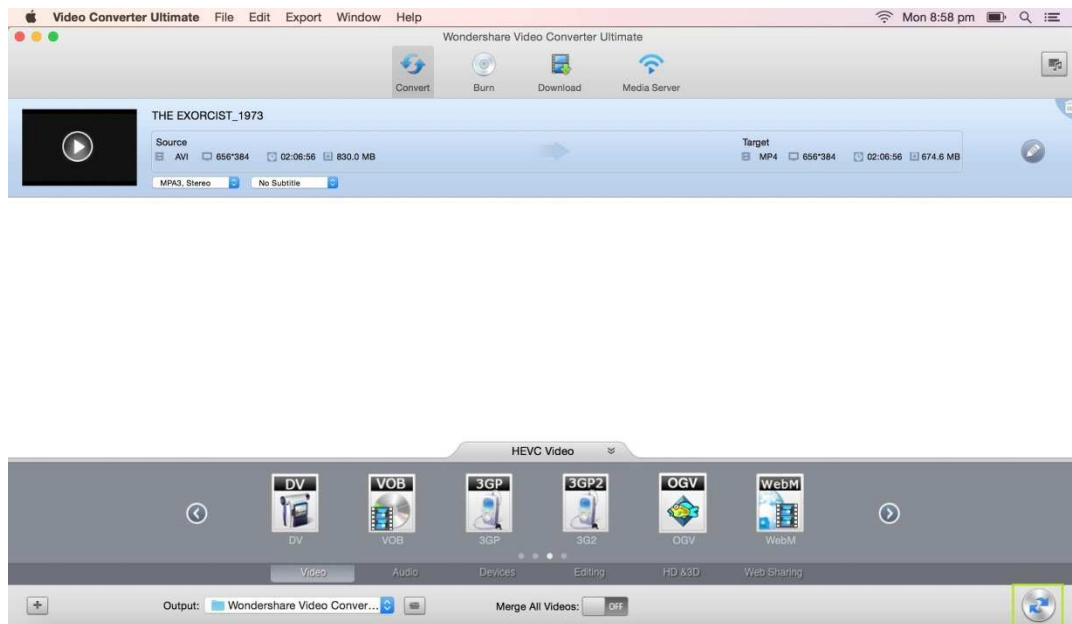 Video Converter Ultimate File Edit Export Window Help Mon 8:58 pm
Wondershare Video Converter Ultimate
Convert Burn Download Media Server
THE EXORCIST_1973
Source Target
AVI 656*384 02:06:56 830.0 MB MP4 656*384 02:06:56 674.6 MB
MPA3, Stereo No Subtitle
HEVC Video
DV VOB 3GP 3GP2 OGV WebM
DV VOB 3GP 3G2 OGV WebM
Video Audio Devices Editing HD &3D Web Sharing
Output: Wondershare Video Conver... Merge All Videos: OFF